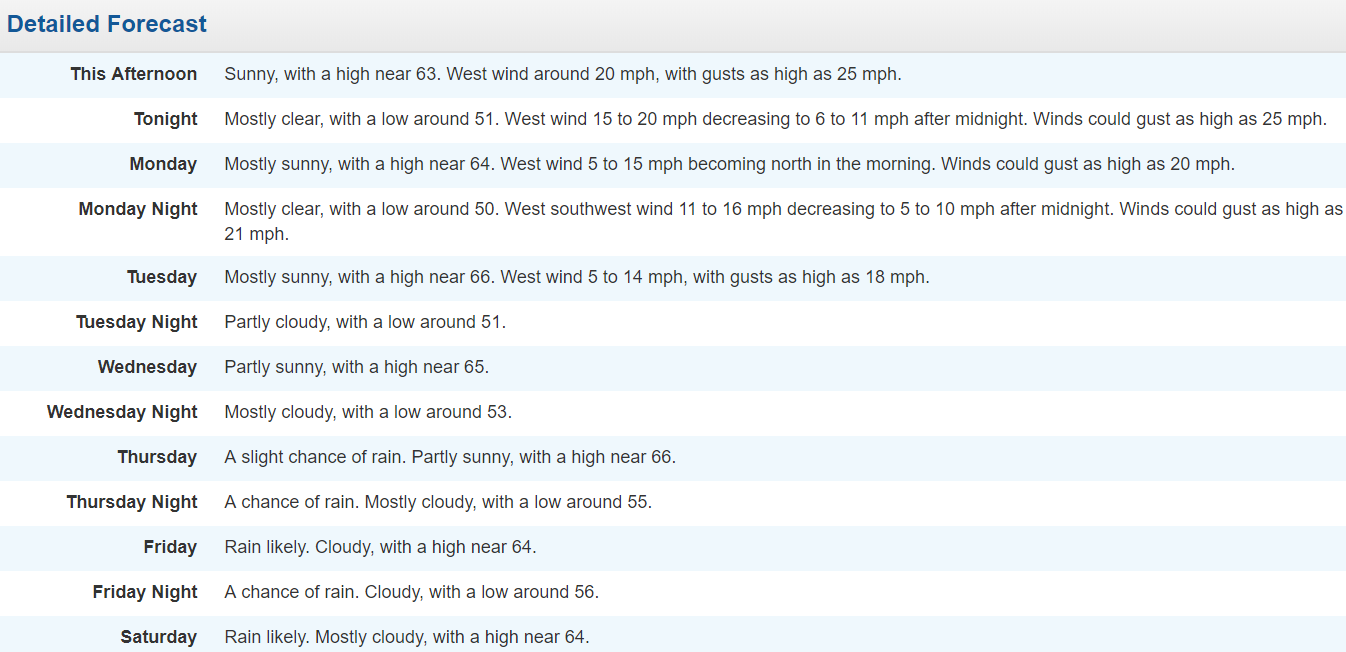 Detailed Forecast
This Afternoon Sunny, with a high near 63. West wind around 20 mph, with gusts as high as 25 mph.
Tonight Mostly clear, with a low around 51. West wind 15 to 20 mph decreasing to 6 to 11 mph after midnight. Winds could gust as high as 25 mph.
Monday Mostly sunny, with a high near 64. West wind 5 to 15 mph becoming north in the morning. Winds could gust as high as 20 mph.
Monday Night Mostly clear, with a low around 50. West southwest wind 11 to 16 mph decreasing to 5 to 10 mph after midnight. Winds could gust as high as
21 mph.
Tuesday Mostly sunny, with a high near 66. West wind 5 to 14 mph, with gusts as high as 18 mph.
Tuesday Night Partly cloudy, with a low around 51.
Wednesday Partly sunny, with a high near 65.
Wednesday Night Mostly cloudy, with a low around 53.
Thursday A slight chance of rain. Partly sunny, with a high near 66.
Thursday Night A chance of rain. Mostly cloudy, with a low around 55.
Friday Rain likely. Cloudy, with a high near 64.
Friday Night A chance of rain. Cloudy, with a low around 56.
Saturday Rain likely. Mostly cloudy, with a high near 64.